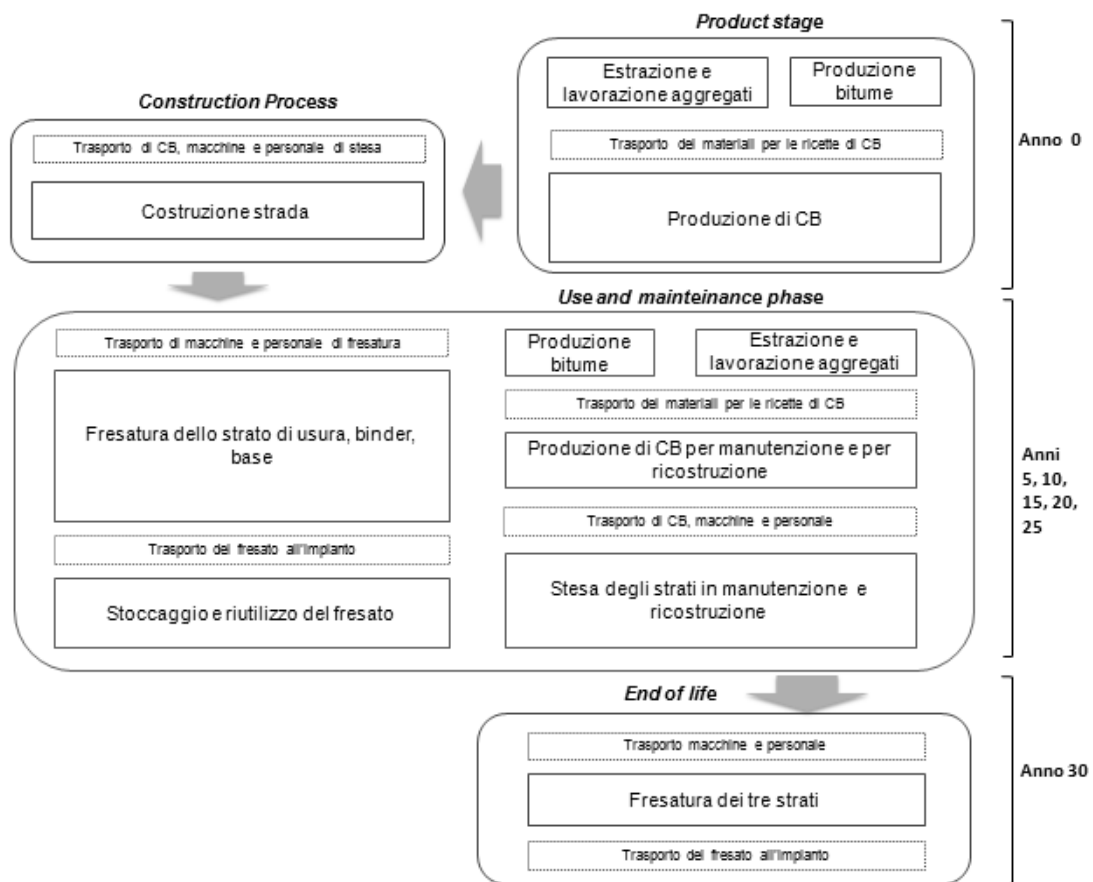 Product stage
Estrazione e
lavorazione aggregati
Produzione
bitume
Trasporto dei materiali per le ricette di CB
Produzione di CB
Anno 0
Construction Process
Trasporto di CB, macchine e personale di stesa
Costruzione strada
Use and mainteinance phase
Trasporto di macchine e personale di fresatura
Fresatura dello strato di usura, binder,
base
Trasporto del fresato all'impianto
Stoccaggio e riutilizzo del fresato
Produzione
bitume
Estrazione e
lavorazione aggregati
Trasporto dei materiali per le ricette di CB
Produzione di CB per manutenzione e per
ricostruzione
Trasporto di CB, macchine e personale
Stesa degli strati in manutenzione e
ricostruzione
Anni
5, 10,
15, 20,
25
End of life
Trasporto macchine e personale
Fresatura dei tre strati
Trasporto del fresato all'impianto
Anno 30